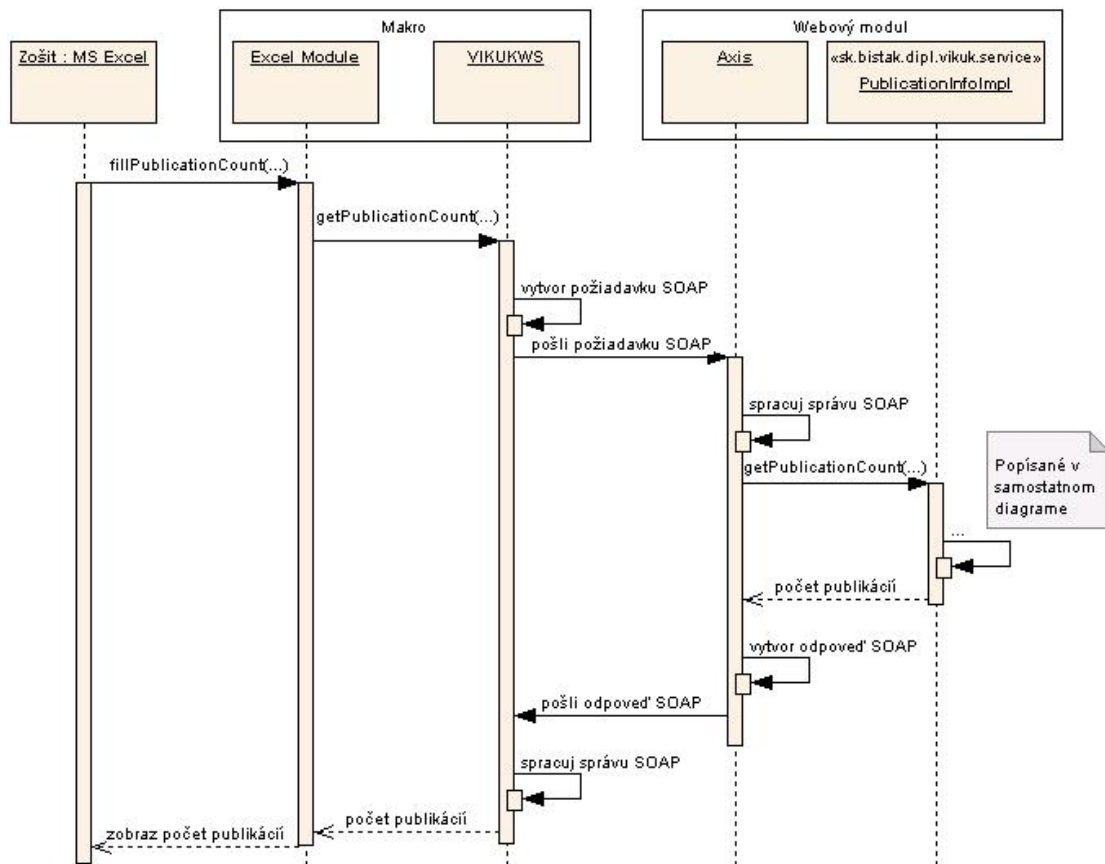 Makro
Webový modul
Zošit : MS Excel
Excel Module
VIKUKWS
Axis
«sk.bistak.dipl.vikuk.service»
PublicationInfoImpl
fillPublicationCount(...)
getPublicationCount(...)
vytvor požiadavku SOAP
pošli požiadavku SOAP
spracuj správu SOAP
getPublicationCount(...)
Popísané v
samostatnom
diagrame
...
počet publikácií
vytvor odpoveď SOAP
pošli odpoveď SOAP
spracuj správu SOAP
počet publikácií
zobraz počet publikácií